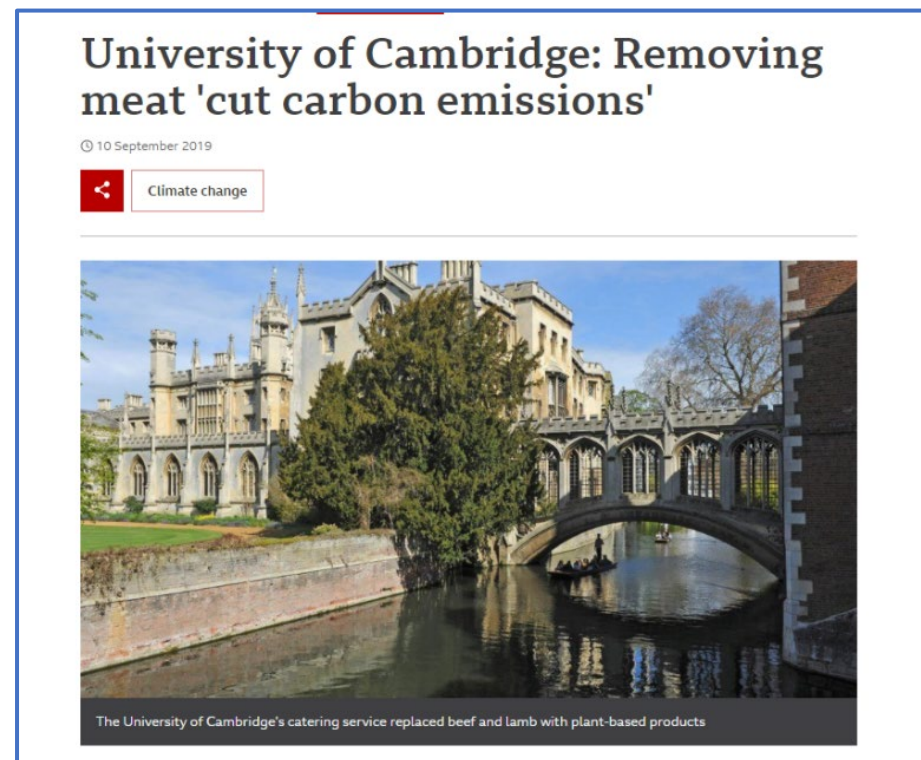 University of Cambridge: Removing
meat 'cut carbon emissions'
10 September 2019
Climate change
The University of Cambridge's catering service replaced beef and lamb with plant-based products